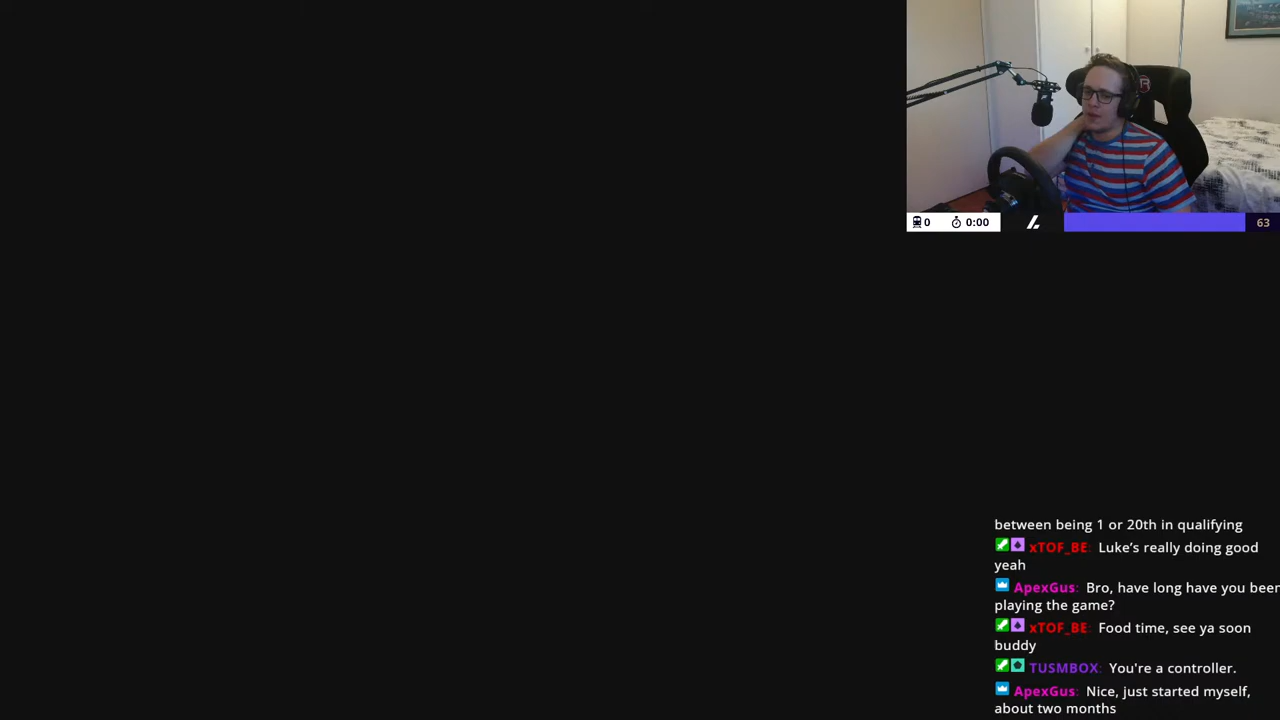 0
0:00
63
between being 1 or 20th in qualifying
xTOF_BE: Luke's really doing good
yeah
ApexGus: Bro, have long have you been
playing the game?
xTOF_BE: Food time, see ya soon
buddy
TUSMBOX: You're a controller.
ApexGus: Nice, just started myself,
about two months